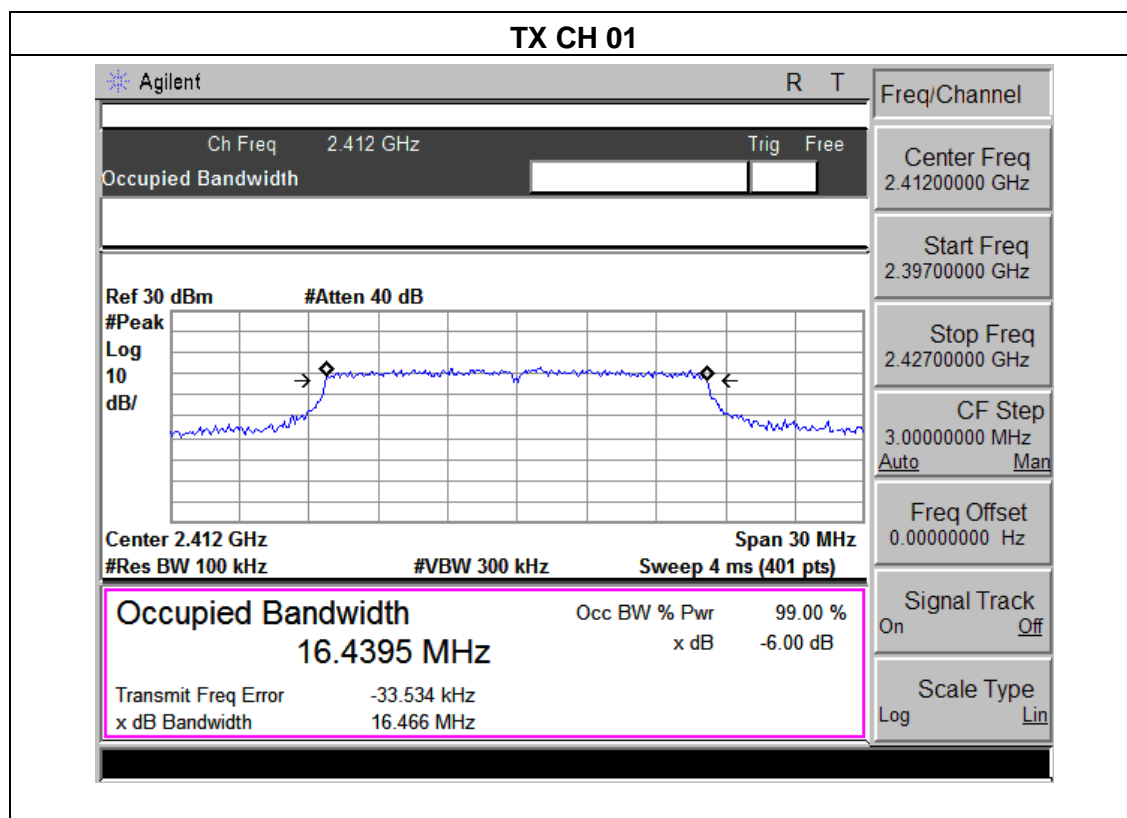 TX CH 01
Agilent R T
Ch Freq 2.412 GHz Trig Free
Occupied Bandwidth
Ref 30 dBm #Atten 40 dB
#Peak
Log
10
dB/
Center 2.412 GHz Span 30 MHz
#Res BW 100 kHz #VBW 300 kHz Sweep 4 ms (401 pts)
Occupied Bandwidth Occ BW % Pwr 99.00 %
16.4395 MHz x dB -6.00 dB
Transmit Freq Error -33.534 kHz
x dB Bandwidth 16.466 MHz
Freq/Channel
Center Freq
2.41200000 GHz
Start Freq
2.39700000 GHz
Stop Freq
2.42700000 GHz
CF Step
3.00000000 MHz
Auto Man
Freq Offset
0.00000000 Hz
Signal Track
On Off
Scale Type
Log Lin